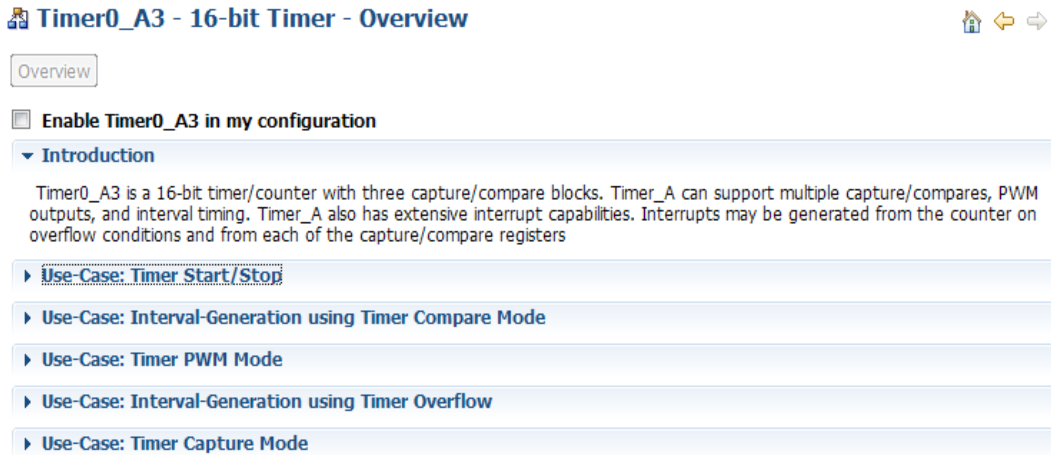 Timer0_A3 - 16-bit Timer - Overview
Overview
Enable Timer0_A3 in my configuration
Introduction
Timer0_A3 is a 16-bit timer/counter with three capture/compare blocks. Timer_A can support multiple capture/compares, PWM
outputs, and interval timing. Timer_A also has extensive interrupt capabilities. Interrupts may be generated from the counter on
overflow conditions and from each of the capture/compare registers
Use-Case: Timer Start/Stop
Use-Case: Interval-Generation using Timer Compare Mode
Use-Case: Timer PWM Mode
Use-Case: Interval-Generation using Timer Overflow
Use-Case: Timer Capture Mode